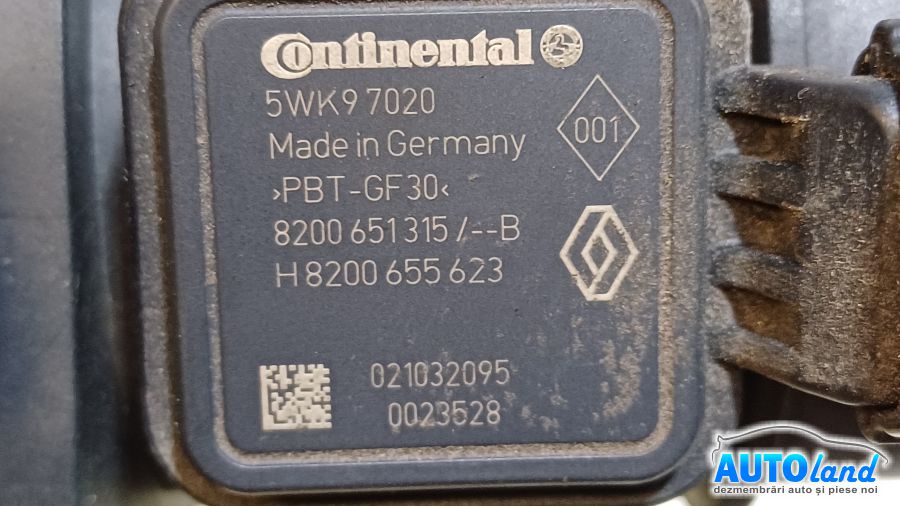 Continental
5WK9 7020
001
Made in Germany
>PBT-GF30<
8200 651 315 /--B
H 8200 655 623
021032095
0023528
AUTOland
dezmembrări auto și piese noi